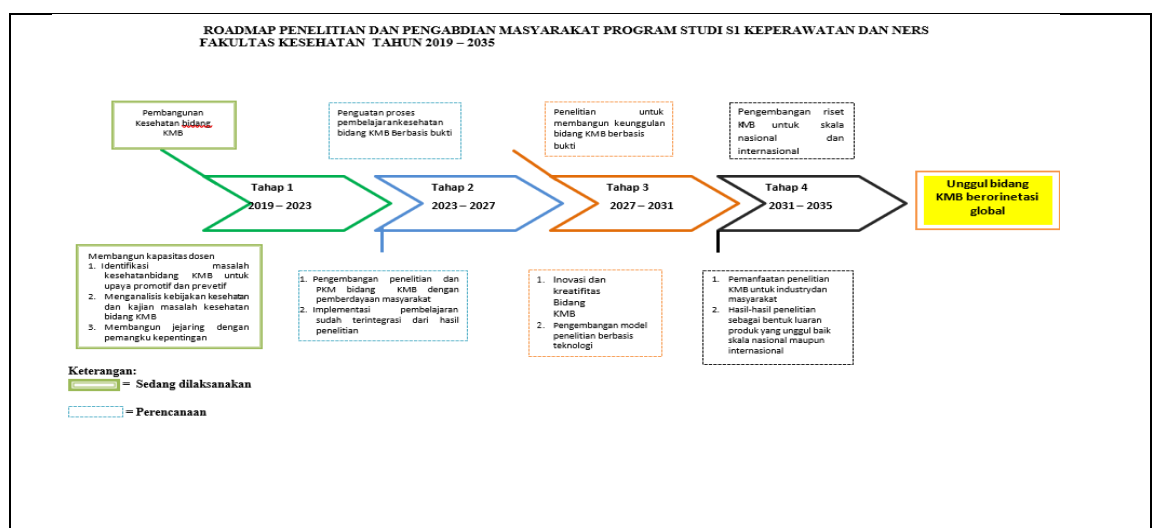 ROADMAP PENELITIAN DAN PENGABDIAN MASYARAKAT PROGRAM STUDI S1 KEPERAWATAN DAN NERS
FAKULTAS KESEHATAN TAHUN 2019 – 2035
Pembangunan
Kesehatan bidang
KMB
Penguatan proses
pembelajarankesehatan
bidang KMB Berbasis bukti
Penelitian untuk
membangun keunggulan
bidang KMB berbasis
bukti
Pengembangan riset
KMB untuk skala
nasional dan
internasional
Tahap 1
2019 – 2023
Tahap 2
2023 – 2027
Tahap 3
2027 – 2031
Tahap 4
2031 – 2035
Unggul bidang
KMB berorinetasi
global
Membangun kapasitas dosen
1. Identifikasi masalah
kesehatanbidang KMB untuk
upaya promotif dan prevetif
2. Menganalisis kebijakan kesehatan
dan kajian masalah kesehatan
bidang KMB
3. Membangun jejaring dengan
pemangku kepentingan
1. Pengembangan penelitian dan
PKM bidang KMB dengan
pemberdayaan masyarakat
2. Implementasi pembelajaran
sudah terintegrasi dari hasil
penelitian
1. Inovasi dan
kreatifitas
Bidang
KMB
2. Pengembangan model
penelitian berbasis
teknologi
1. Pemanfaatan penelitian
KMB untuk industrydan
masyarakat
2. Hasil-hasil penelitian
sebagai bentuk luaran
produk yang unggul baik
skala nasional maupun
internasional
Keterangan:
= Sedang dilaksanakan
= Perencanaan